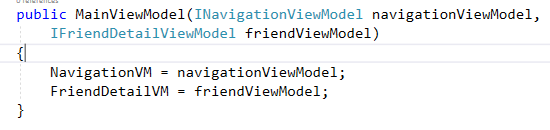 0 references
public MainViewModel(INavigationViewModel navigationViewModel,
IFriendDetailViewModel friendViewModel)
{
NavigationVM = navigationViewModel;
FriendDetailVM = friendViewModel;
}